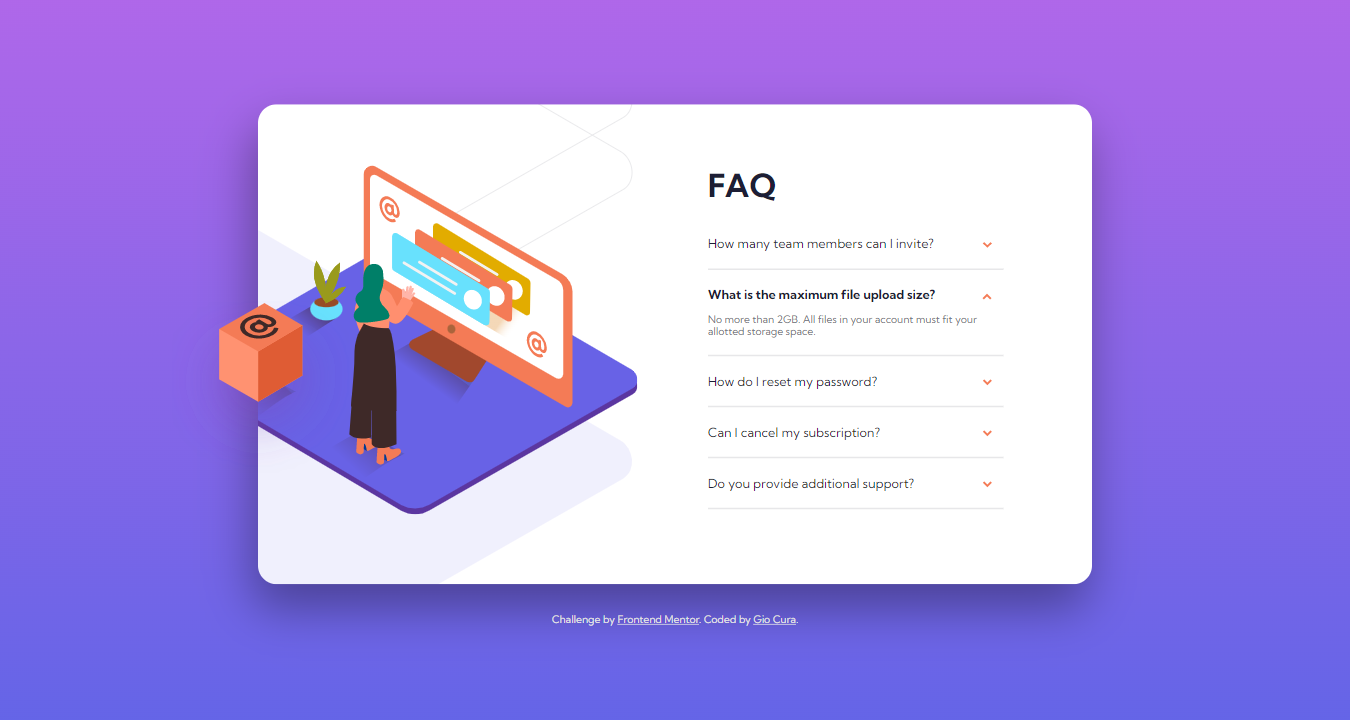 FAQ
How many team members can I invite?
What is the maximum file upload size?
No more than 2GB. All files in your account must fit your
allotted storage space.
How do I reset my password?
Can I cancel my subscription?
Do you provide additional support?
@
@
@
Challenge by Frontend Mentor. Coded by Gio Cura.